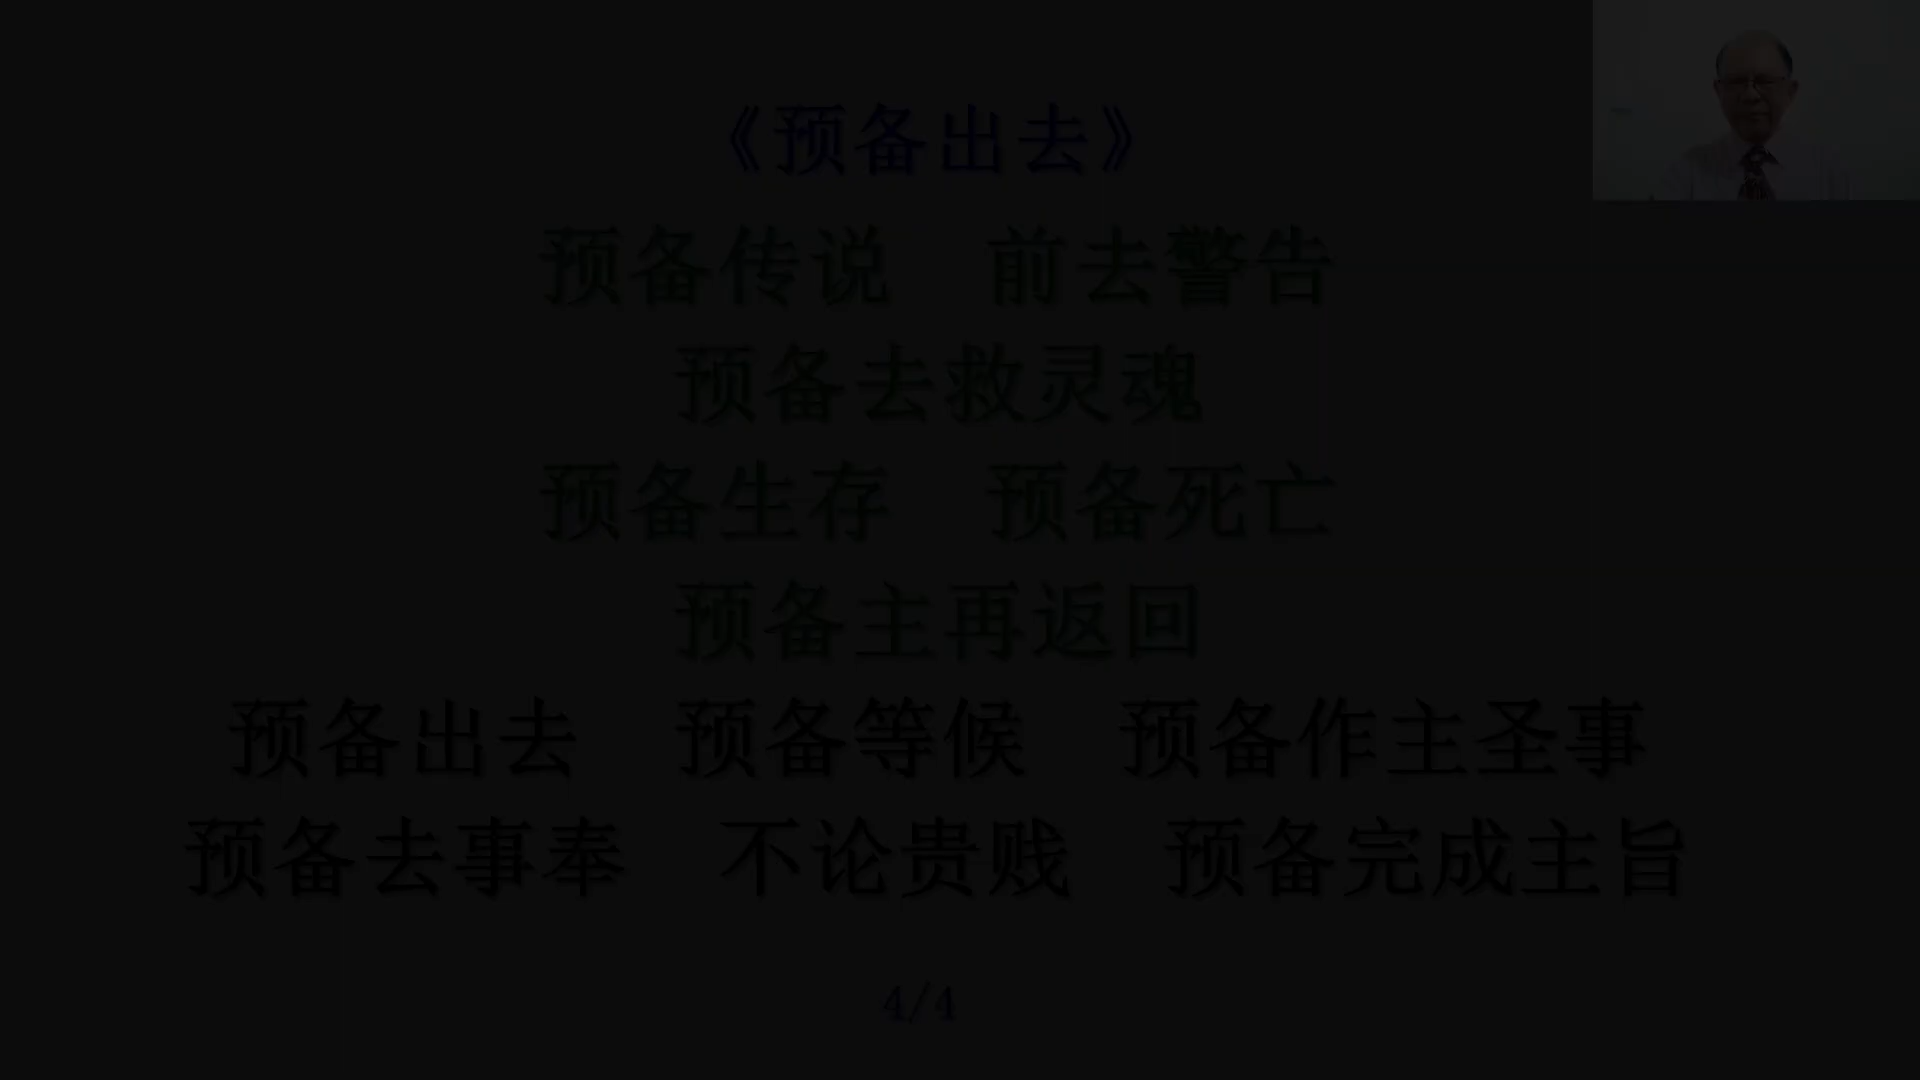 《预备出去》
预备传说　前去警告
预备去救灵魂
预备生存　预备死亡
预备主再返回
预备出去　预备等候　预备作主圣事
预备去事奉　不论贵贱　预备完成主旨
4/4